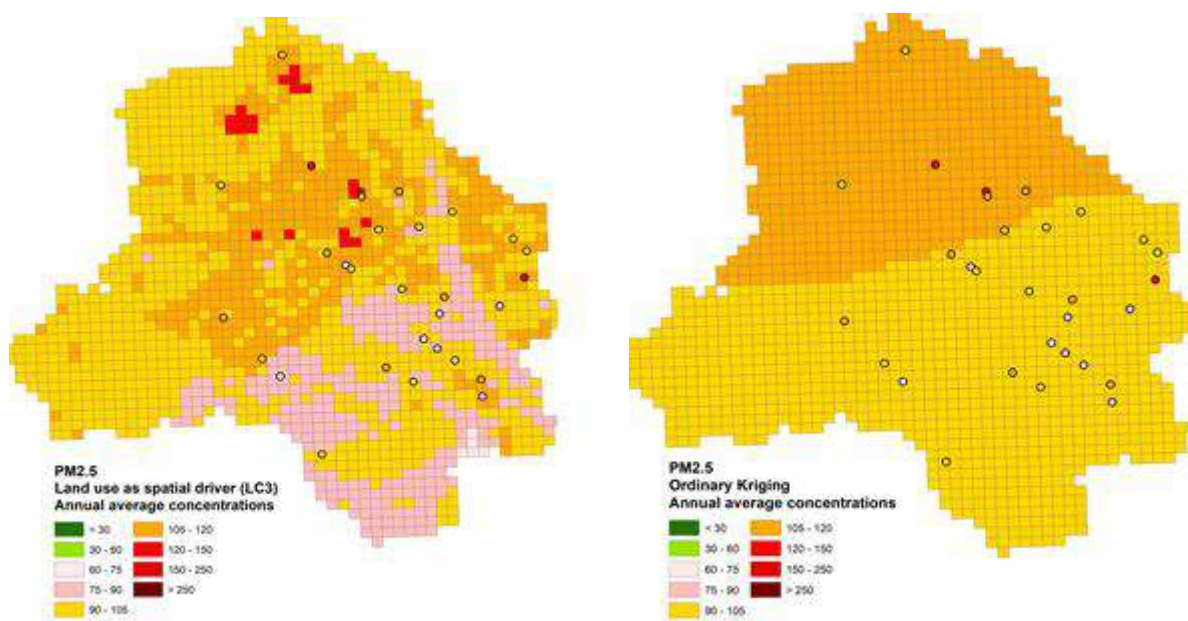 PM2.5
Land use as spatial driver (LC3)
Annual average concentrations
< 30 105 - 120
30 - 60 120 - 150
60 - 75 150 - 250
75 - 90 > 250
90 - 105
PM2.5
Ordinary Kriging
Annual average concentrations
< 30 105 - 120
30 - 60 120 - 150
60 - 75 150 - 250
75 - 90 > 250
90 - 105